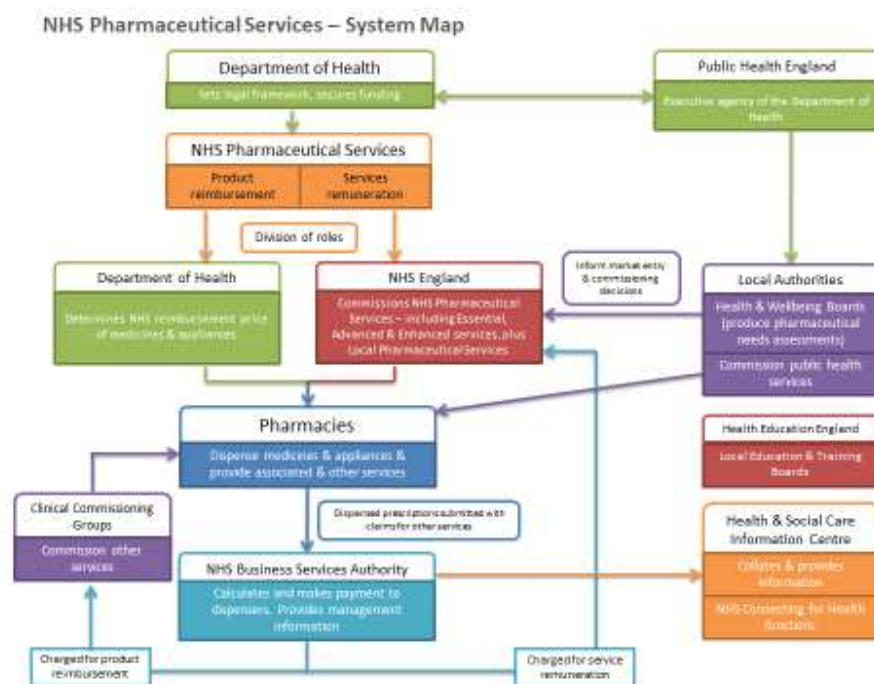 NHS Pharmaceutical Services – System Map
Department of Health
Sets legal framework, secures funding
Public Health England
Executive agency of the Department of
Health
NHS Pharmaceutical Services
Product
reimbursement
Services
remuneration
Division of roles
Department of Health
Determines NHS reimbursement price
of medicines & appliances
NHS England
Commissions NHS Pharmaceutical
Services – including Essential,
Advanced & Enhanced services, plus
Local Pharmaceutical Services
Inform market entry
& commissioning
decisions
Local Authorities
Health & Wellbeing Boards
(produce pharmaceutical
needs assessments)
Commission public health
services
Pharmacies
Dispense medicines & appliances &
provide associated & other services
Health Education England
Local Education & Training
Boards
Clinical Commissioning
Groups
Commission other
services
Dispensed prescriptions submitted with
claims for other services
Health & Social Care
Information Centre
Collates & provides
information
NHS Connecting for Health
functions
NHS Business Services Authority
Calculates and makes payment to
dispensers. Provides management
information
Charged for product
reimbursement
Charged for service
remuneration